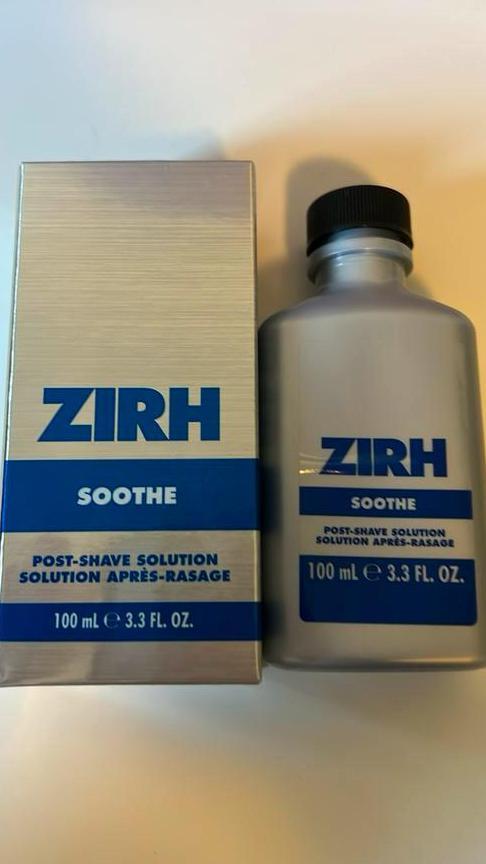 ZIRH
SOOTHE
POST-SHAVE SOLUTION
SOLUTION APRÈS-RASAGE
100 mL ℮ 3.3 FL. OZ.
ZIRH
SOOTHE
POST-SHAVE SOLUTION
SOLUTION APRÈS-RASAGE
100 mL ℮ 3.3 FL. OZ.